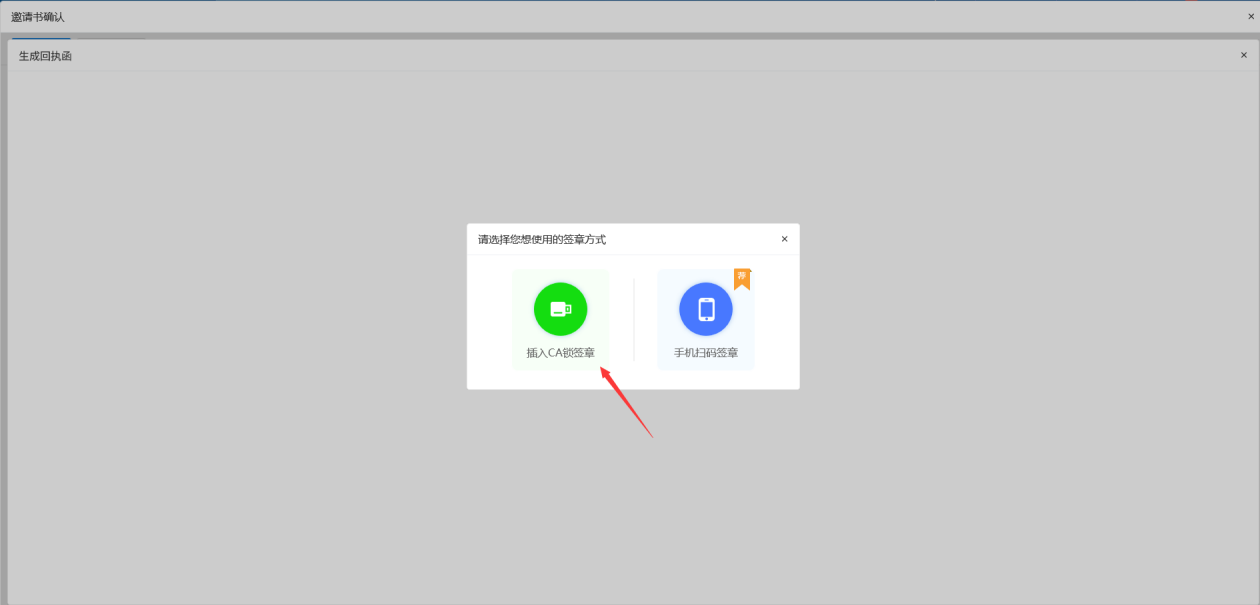 邀请书确认
×
生成回执函
×
请选择您想使用的签章方式
×
荐
插入CA锁签章
手机扫码签章